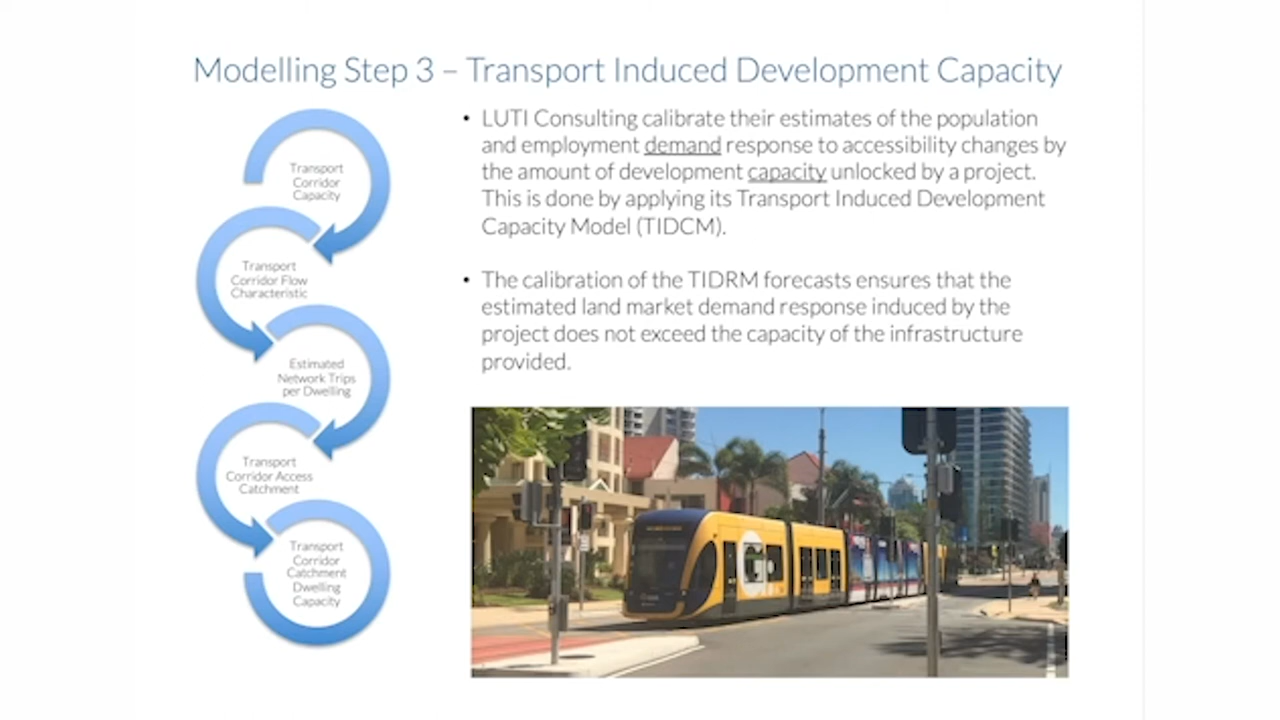 Modelling Step 3 – Transport Induced Development Capacity
Transport
Corridor
Capacity
Transport
Corridor Flow
Characteristic
Estimated
Network Trips
per Dwelling
Transport
Corridor Access
Catchment
Transport
Corridor
Catchment
Dwelling
Capacity
• LUTI Consulting calibrate their estimates of the population
and employment demand response to accessibility changes by
the amount of development capacity unlocked by a project.
This is done by applying its Transport Induced Development
Capacity Model (TIDCM).
• The calibration of the TIDRM forecasts ensures that the
estimated land market demand response induced by the
project does not exceed the capacity of the infrastructure
provided.